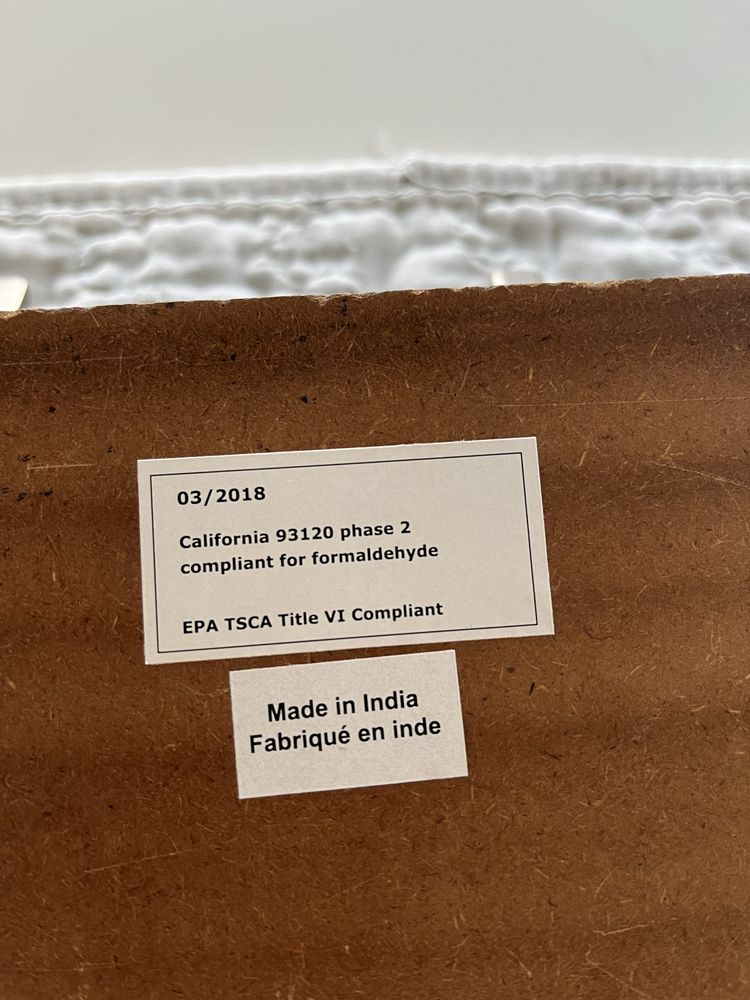 03/2018
California 93120 phase 2
compliant for formaldehyde
EPA TSCA Title VI Compliant
Made in India
Fabriqué en inde